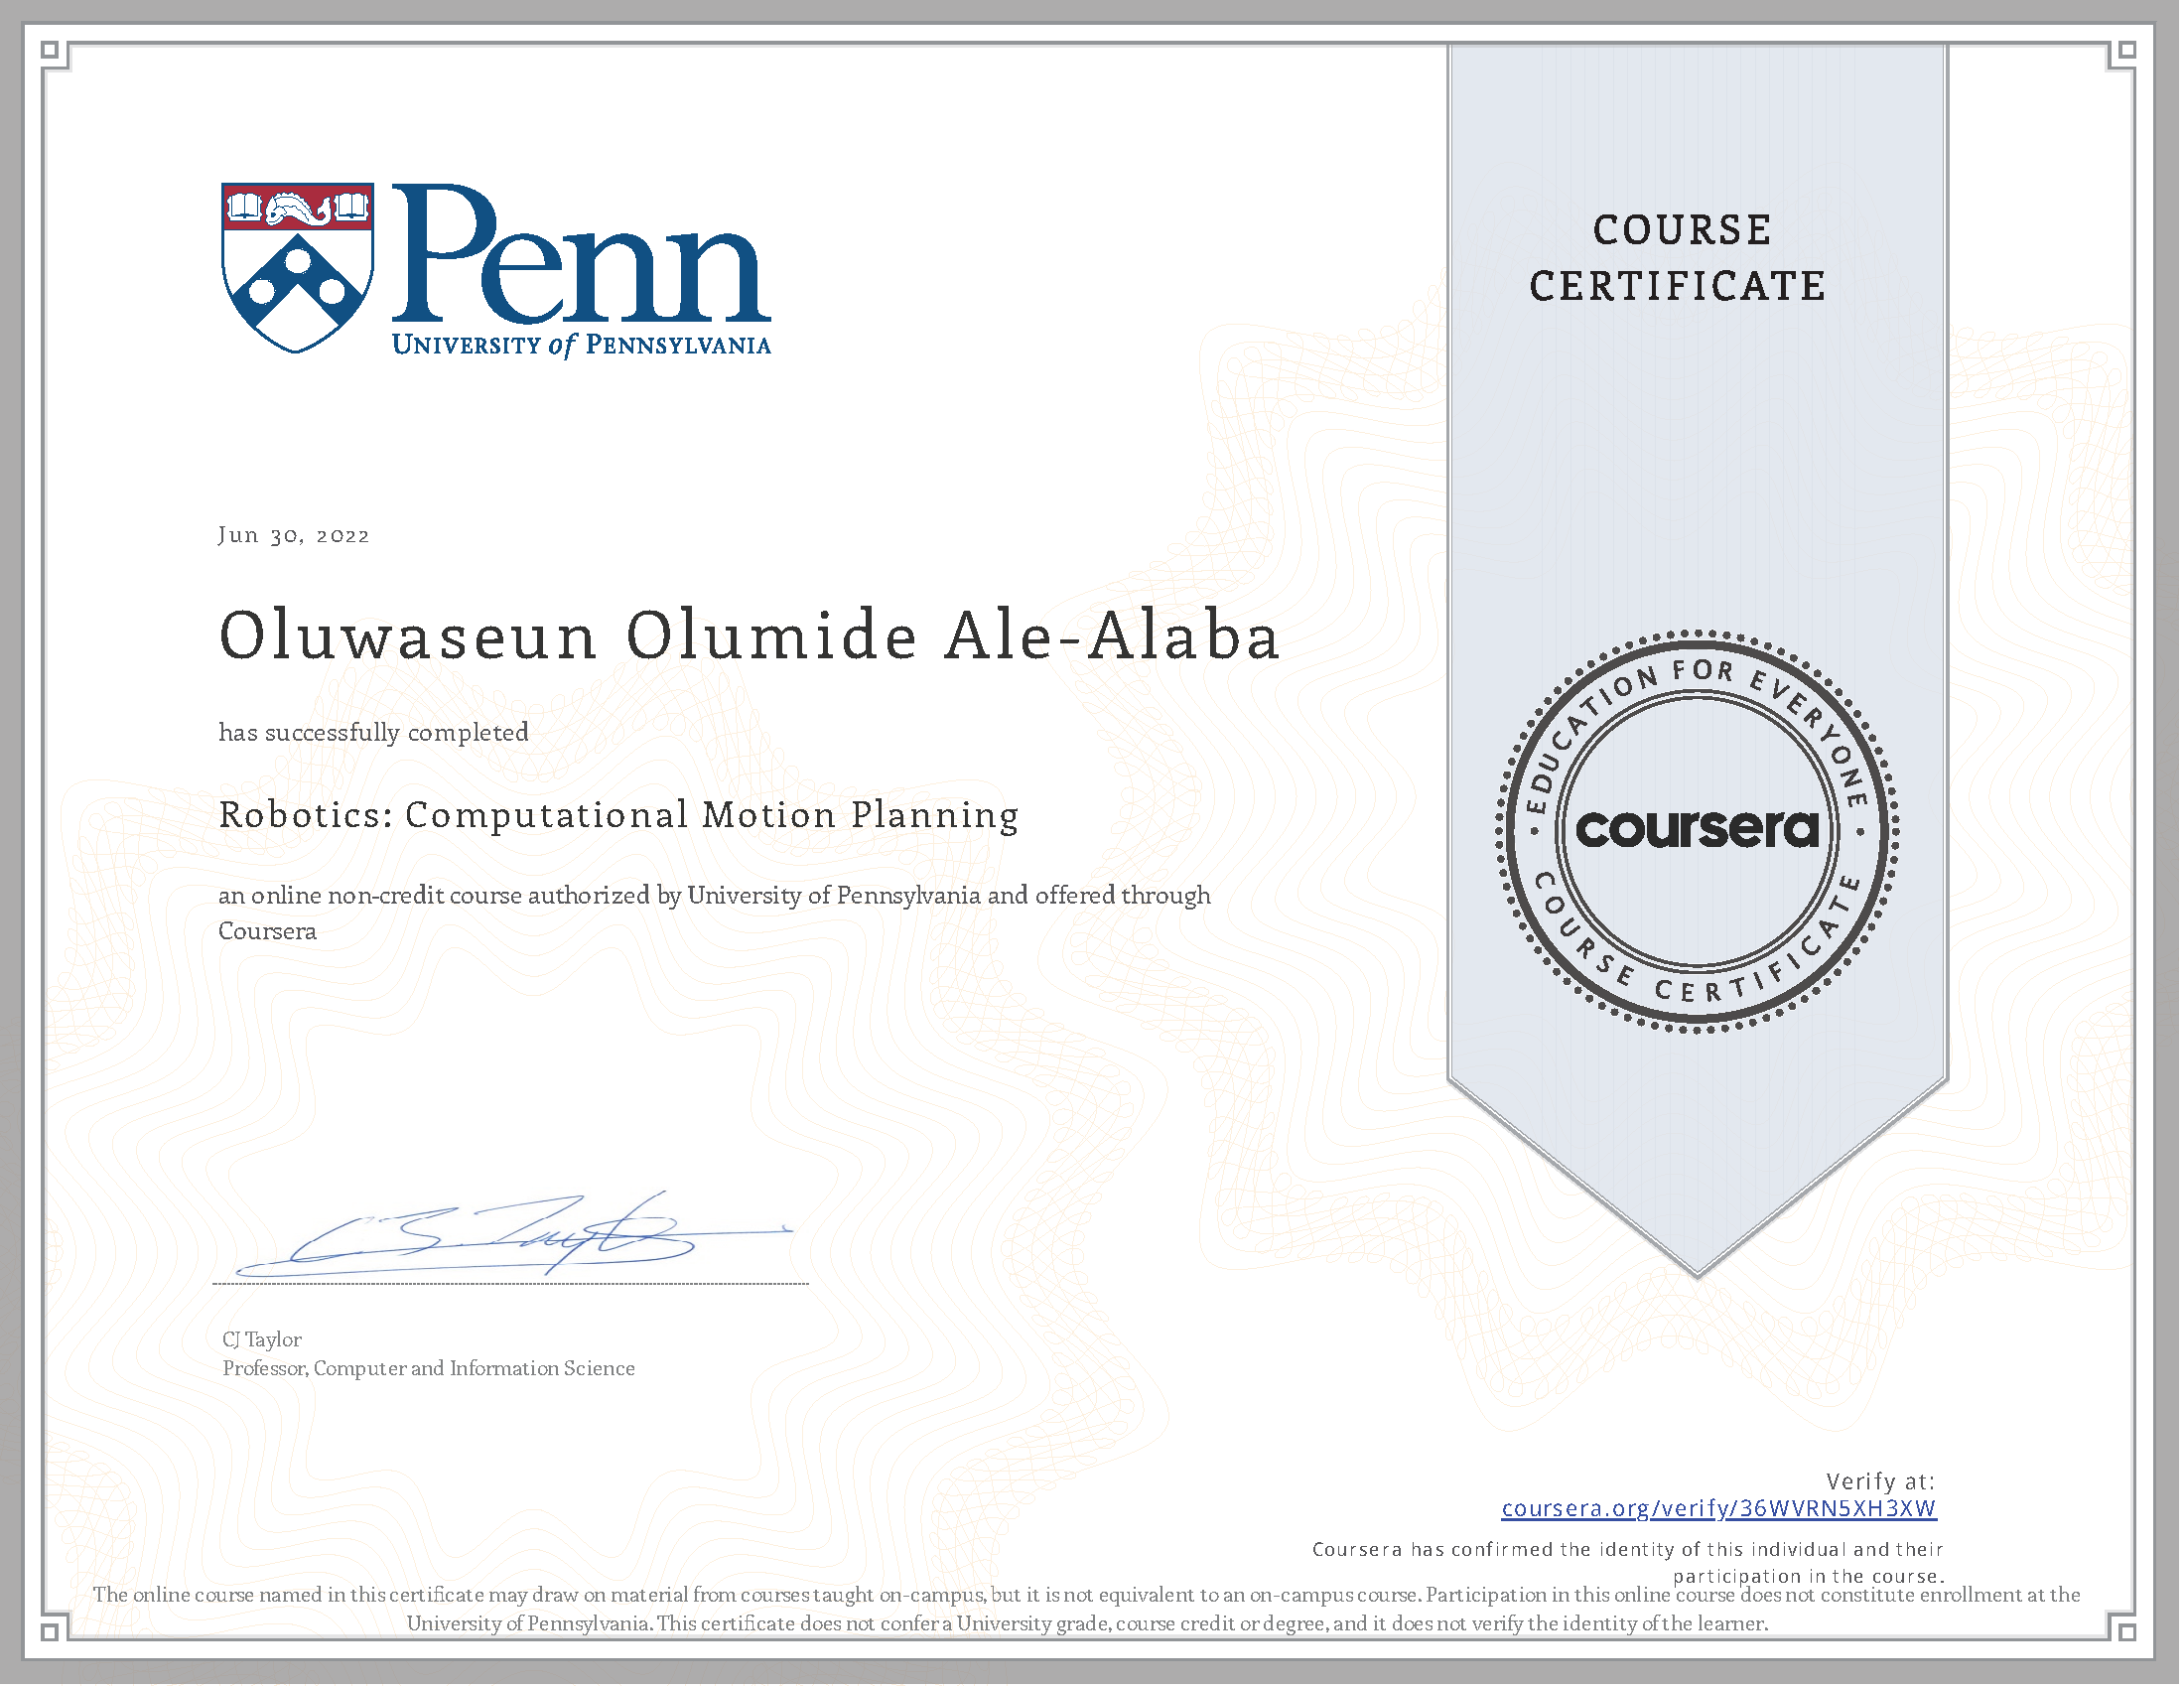 Penn
UNIVERSITY of PENNSYLVANIA
COURSE
CERTIFICATE
Jun 30, 2022
Oluwaseun Olumide Ale-Alaba
has successfully completed
Robotics: Computational Motion Planning
an online non-credit course authorized by University of Pennsylvania and offered through
Coursera
EDUCATION FOR EVERYONE
coursera
COURSE CERTIFICATE
CJ Taylor
Professor, Computer and Information Science
Verify at:
coursera.org/verify/36WVRN5XH3XW
Coursera has confirmed the identity of this individual and their
participation in the course.
The online course named in this certificate may draw on material from courses taught on-campus, but it is not equivalent to an on-campus course. Participation in this online course does not constitute enrollment at the
University of Pennsylvania. This certificate does not confer a University grade, course credit or degree, and it does not verify the identity of the learner.